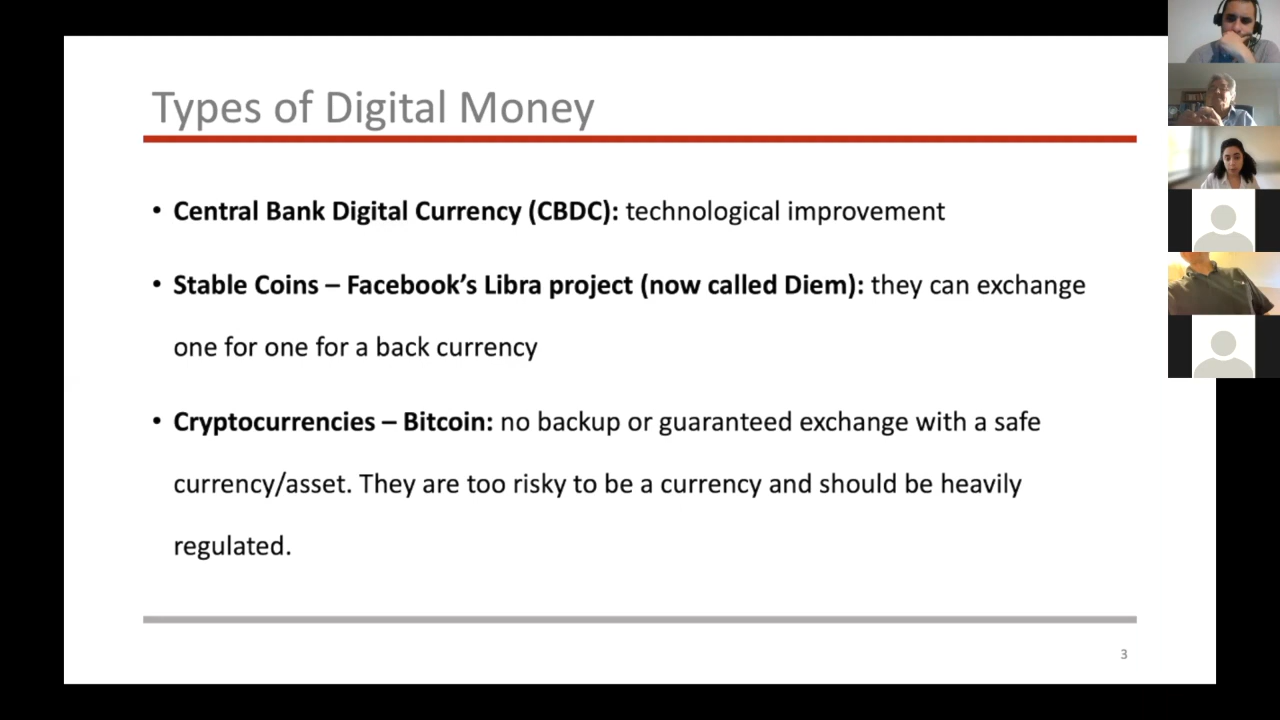 Types of Digital Money
• Central Bank Digital Currency (CBDC): technological improvement
• Stable Coins – Facebook’s Libra project (now called Diem): they can exchange
one for one for a back currency
• Cryptocurrencies – Bitcoin: no backup or guaranteed exchange with a safe
currency/asset. They are too risky to be a currency and should be heavily
regulated.
3